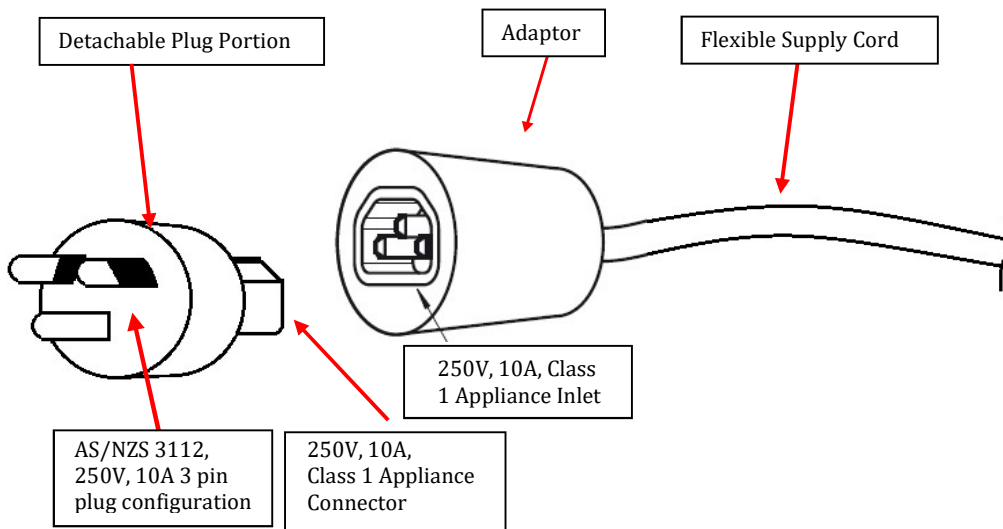 Detachable Plug Portion
Adaptor
Flexible Supply Cord
250V, 10A, Class
1 Appliance Inlet
AS/NZS 3112,
250V, 10A 3 pin
plug configuration
250V, 10A,
Class 1 Appliance
Connector